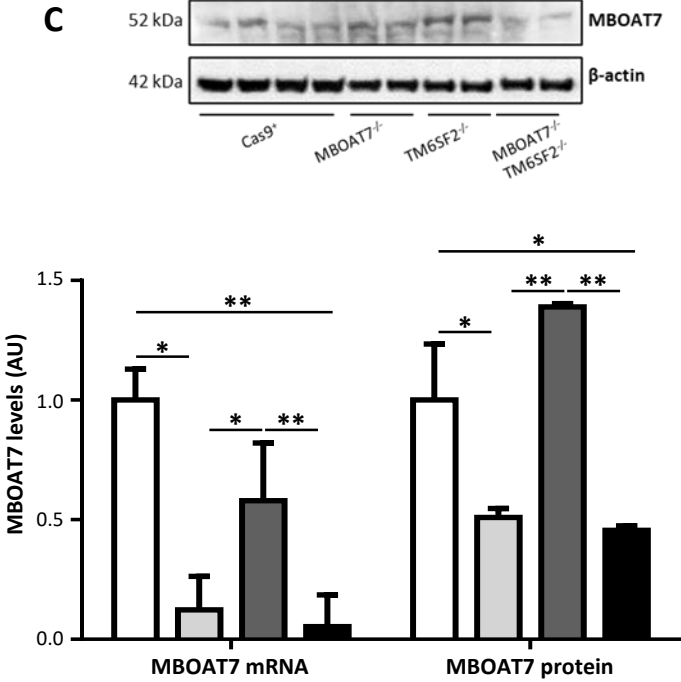 C
52 kDa
MBOAT7
42 kDa
β-actin
Cas9⁺
MBOAT7⁻/⁻
TM6SF2⁻/⁻
MBOAT7⁻/⁻
TM6SF2⁻/⁻
*
** **
*
**
*
* **
1.5
1.0
0.5
0.0
MBOAT7 levels (AU)
MBOAT7 mRNA
MBOAT7 protein